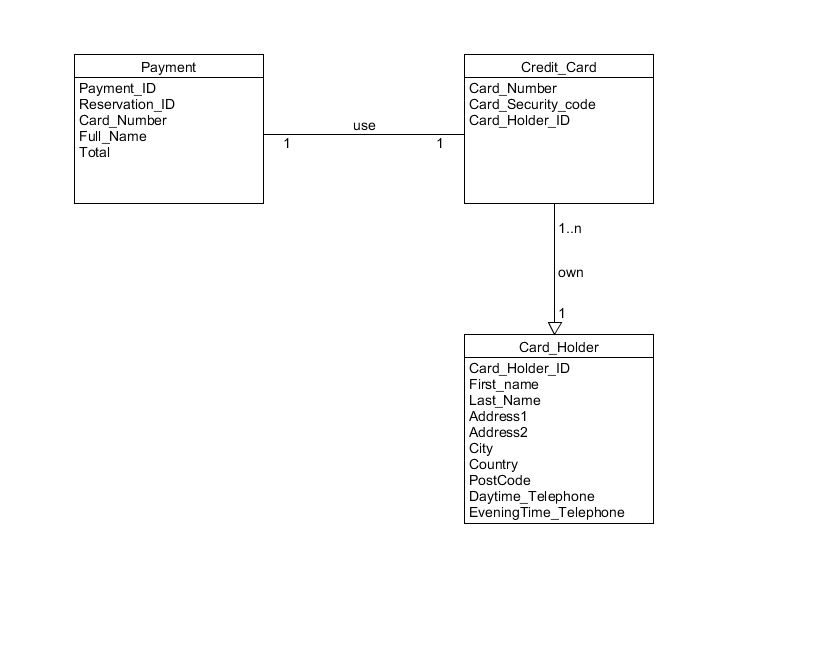 Payment
Payment_ID
Reservation_ID
Card_Number
Full_Name
Total
use
1
1
Credit_Card
Card_Number
Card_Security_code
Card_Holder_ID
1..n
own
1
Card_Holder
Card_Holder_ID
First_name
Last_Name
Address1
Address2
City
Country
PostCode
Daytime_Telephone
EveningTime_Telephone